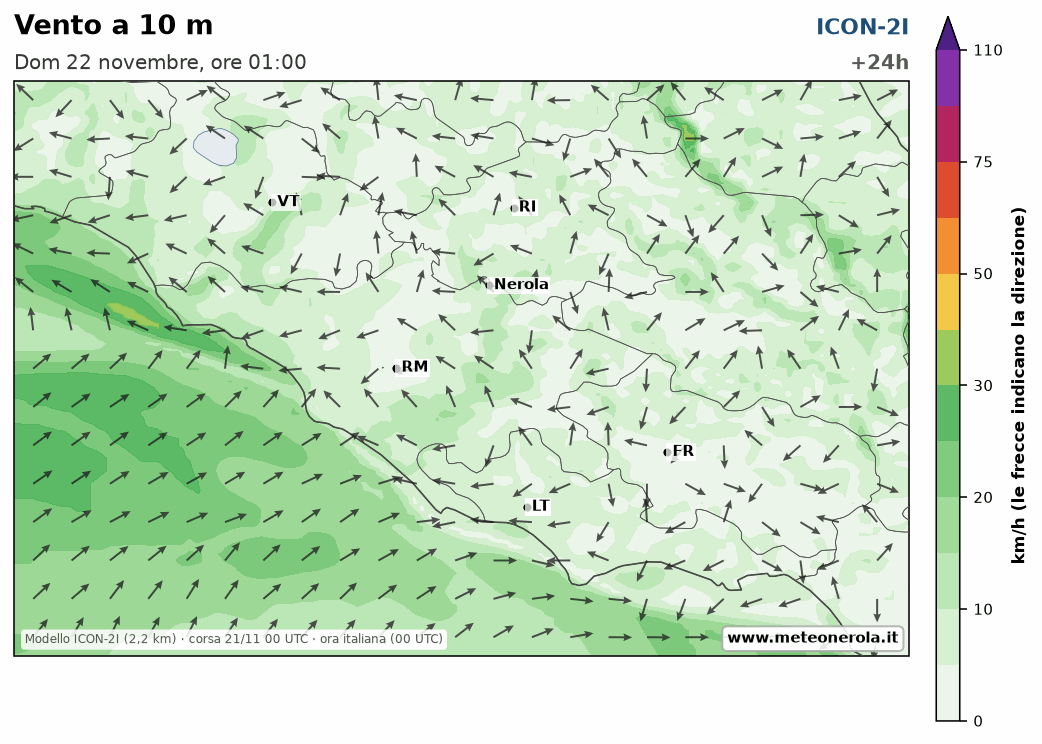 Vento a 10 m
ICON-2I
Dom 22 novembre, ore 01:00
+24h
110
75
50
30
20
10
0
km/h (le frecce indicano la direzione)
VT
RI
Nerola
RM
FR
LT
Modello ICON-2I (2,2 km) · corsa 21/11 00 UTC · ora italiana (00 UTC)
www.meteonerola.it